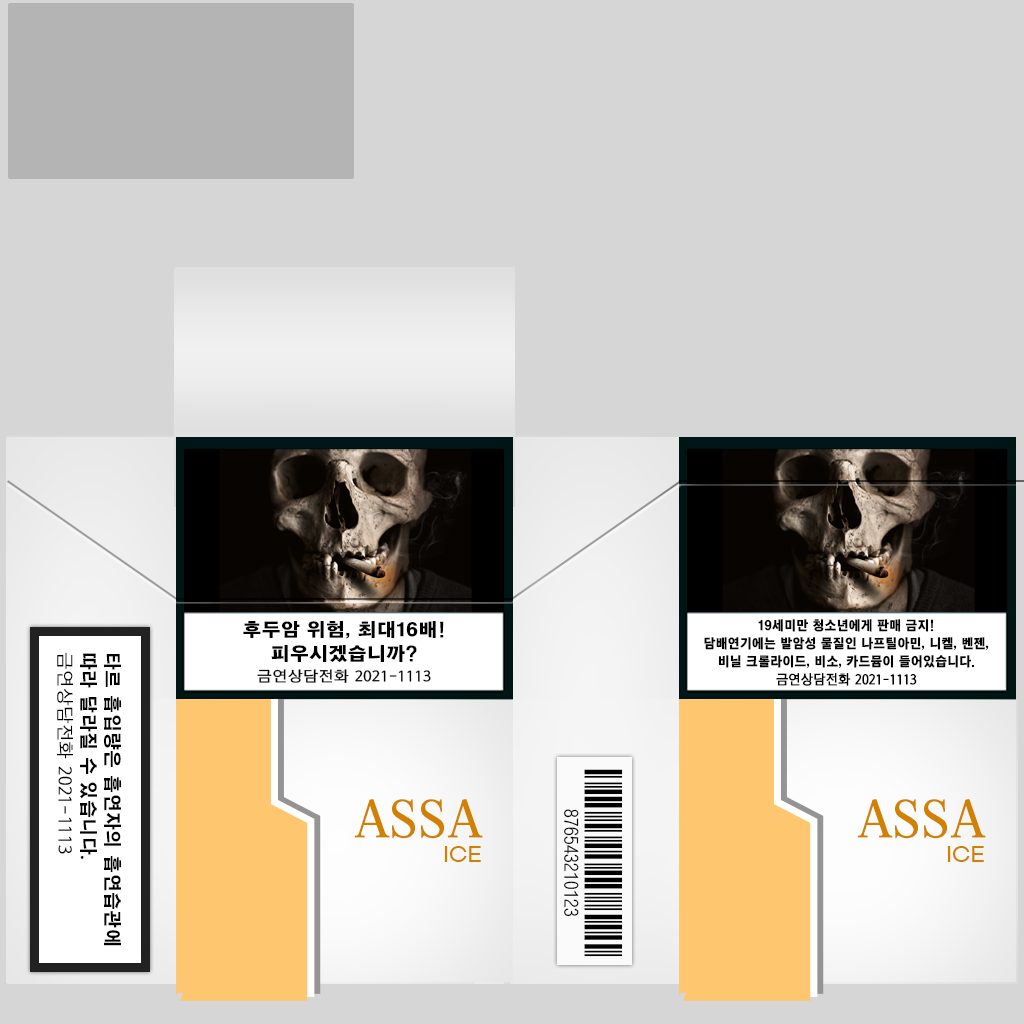 타르 흡입량은 흡연자의 흡연습관에
따라 달라질 수 있습니다.
금연상담전화 2021-1113
후두암 위험, 최대16배!
피우시겠습니까?
금연상담전화 2021-1113
ASSA
ICE
876543210123
19세미만 청소년에게 판매 금지!
담배연기에는 발암성 물질인 나프틸아민, 니켈, 벤젠,
비닐 크롤라이드, 비소, 카드뮴이 들어있습니다.
금연상담전화 2021-1113
ASSA
ICE